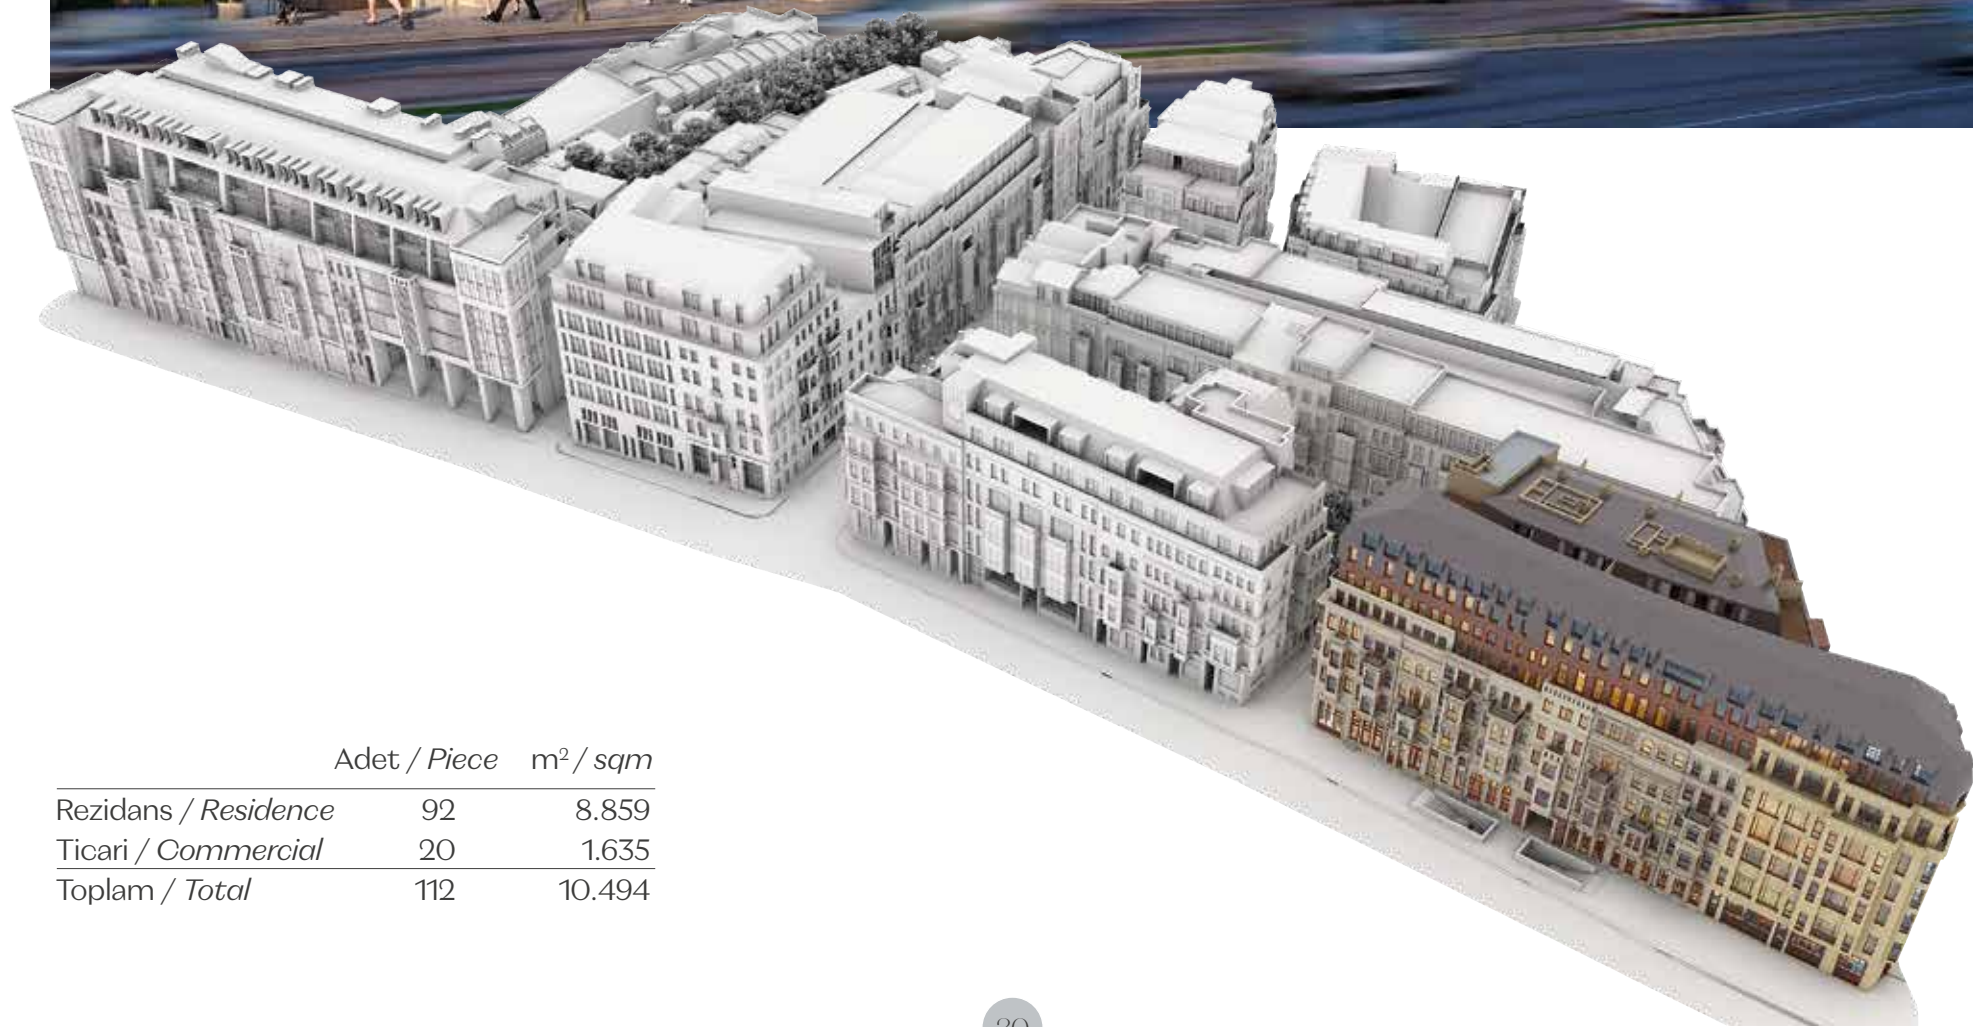 Adet / Piece m² / sqm
Rezidans / Residence 92 8.859
Ticari / Commercial 20 1.635
Toplam / Total 112 10.494